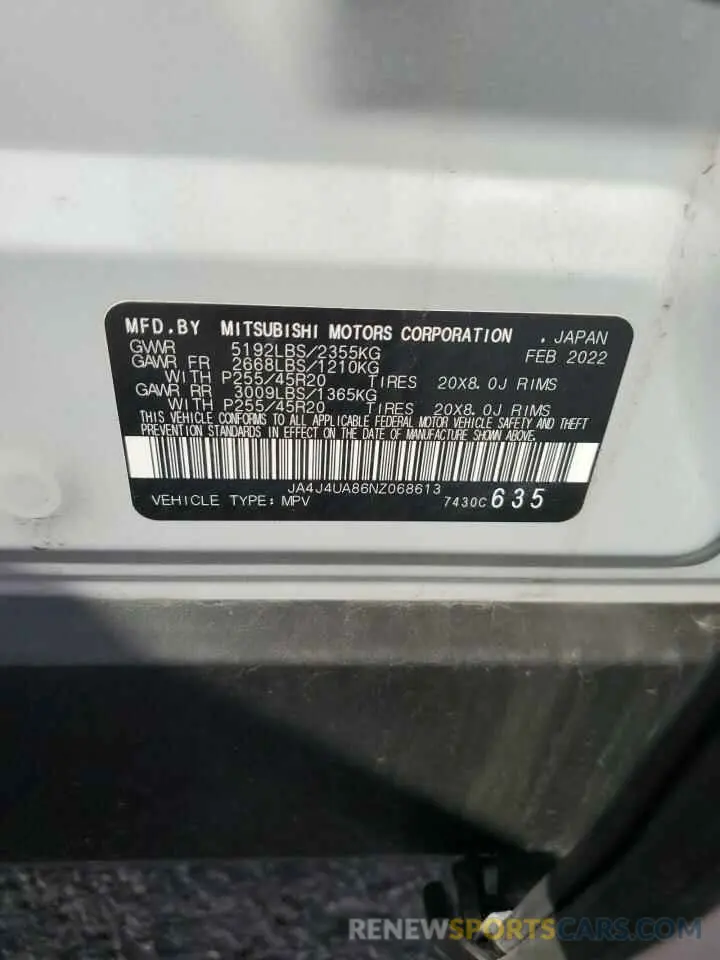 MFD.BY MITSUBISHI MOTORS CORPORATION . JAPAN
GVWR 5192LBS/2355KG FEB 2022
GAWR FR 2668LBS/1210KG
WITH P255/45R20 TIRES 20X8.0J RIMS
GAWR RR 3009LBS/1365KG
WITH P255/45R20 TIRES 20X8.0J RIMS
THIS VEHICLE CONFORMS TO ALL APPLICABLE FEDERAL MOTOR VEHICLE SAFETY AND THEFT
PREVENTION STANDARDS IN EFFECT ON THE DATE OF MANUFACTURE SHOWN ABOVE.
JA4J4UA86NZ068613
VEHICLE TYPE: MPV 7430C 635
RENEWSPORTSCARS.COM